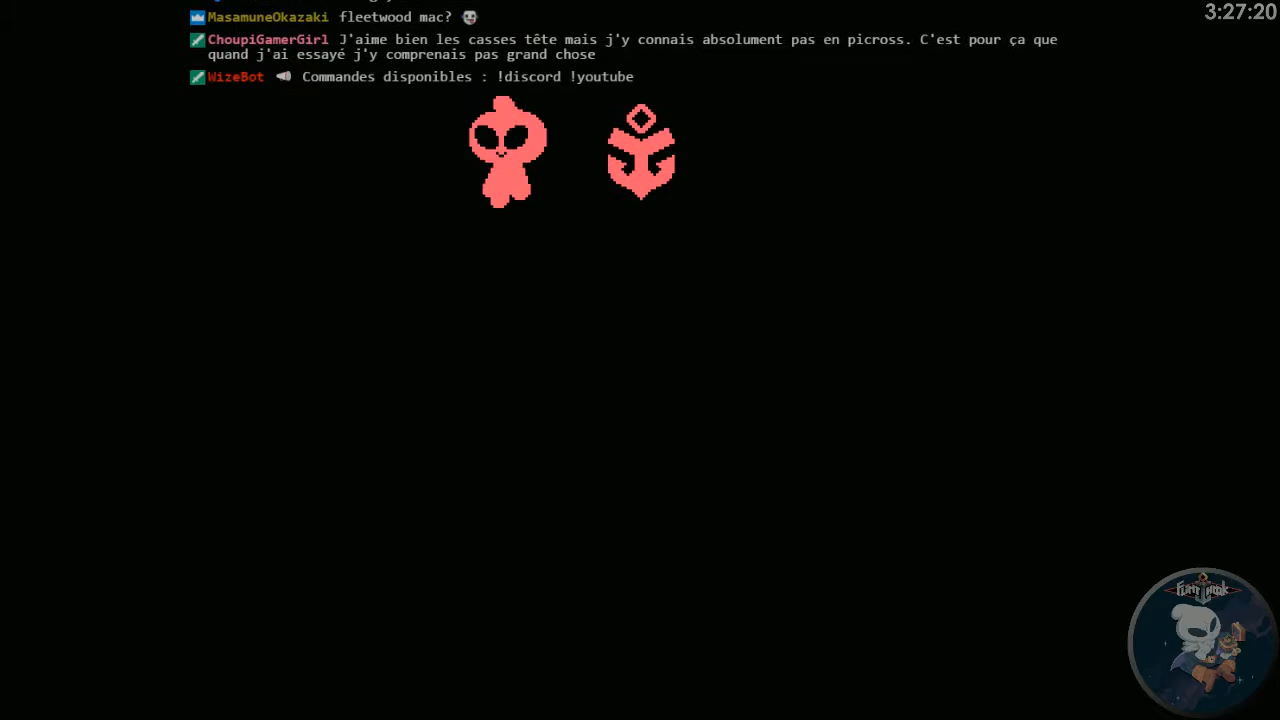 3:27:20
MasamuneOkazaki fleetwood mac?
ChoupiGamerGirl J'aime bien les casses tête mais j'y connais absolument pas en picross. C'est pour ça que
quand j'ai essayé j'y comprenais pas grand chose
WizeBot Commandes disponibles : !discord !youtube